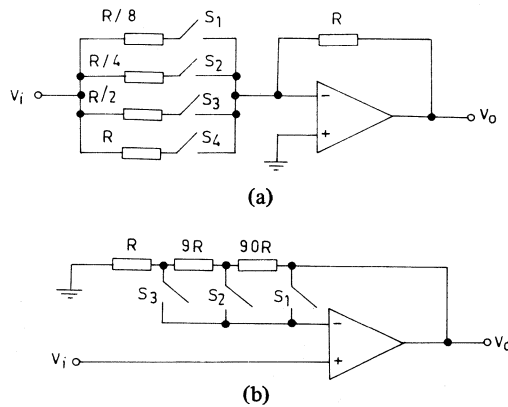 R/8 S1
R
R/4 S2
Vi R/2 S3
− +
Vo
R S4
(a)
R 9R 90R
S3 S2 S1
− +
Vi Vo
(b)